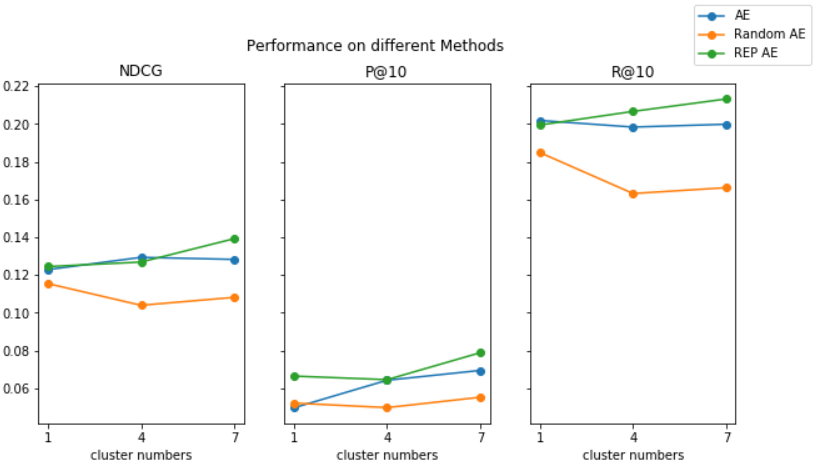 AE
Random AE
REP AE
Performance on different Methods
NDCG
P@10
R@10
0.22
0.20
0.18
0.16
0.14
0.12
0.10
0.08
0.06
1 4 7
1 4 7
1 4 7
cluster numbers
cluster numbers
cluster numbers